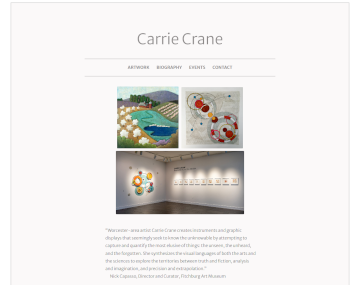 Carrie Crane
ARTWORK BIOGRAPHY EVENTS CONTACT
"Worcester-area artist Carrie Crane creates instruments and graphic
displays that seemingly seek to know the unknowable by attempting to
capture and quantify the most elusive of things: the unseen, the unheard,
and the forgotten. She synthesizes the visual languages of both the arts and
the sciences to explore the territories between truth and fiction, analysis
and imagination, and precision and extrapolation."
Nick Capasso, Director and Curator, Fitchburg Art Museum